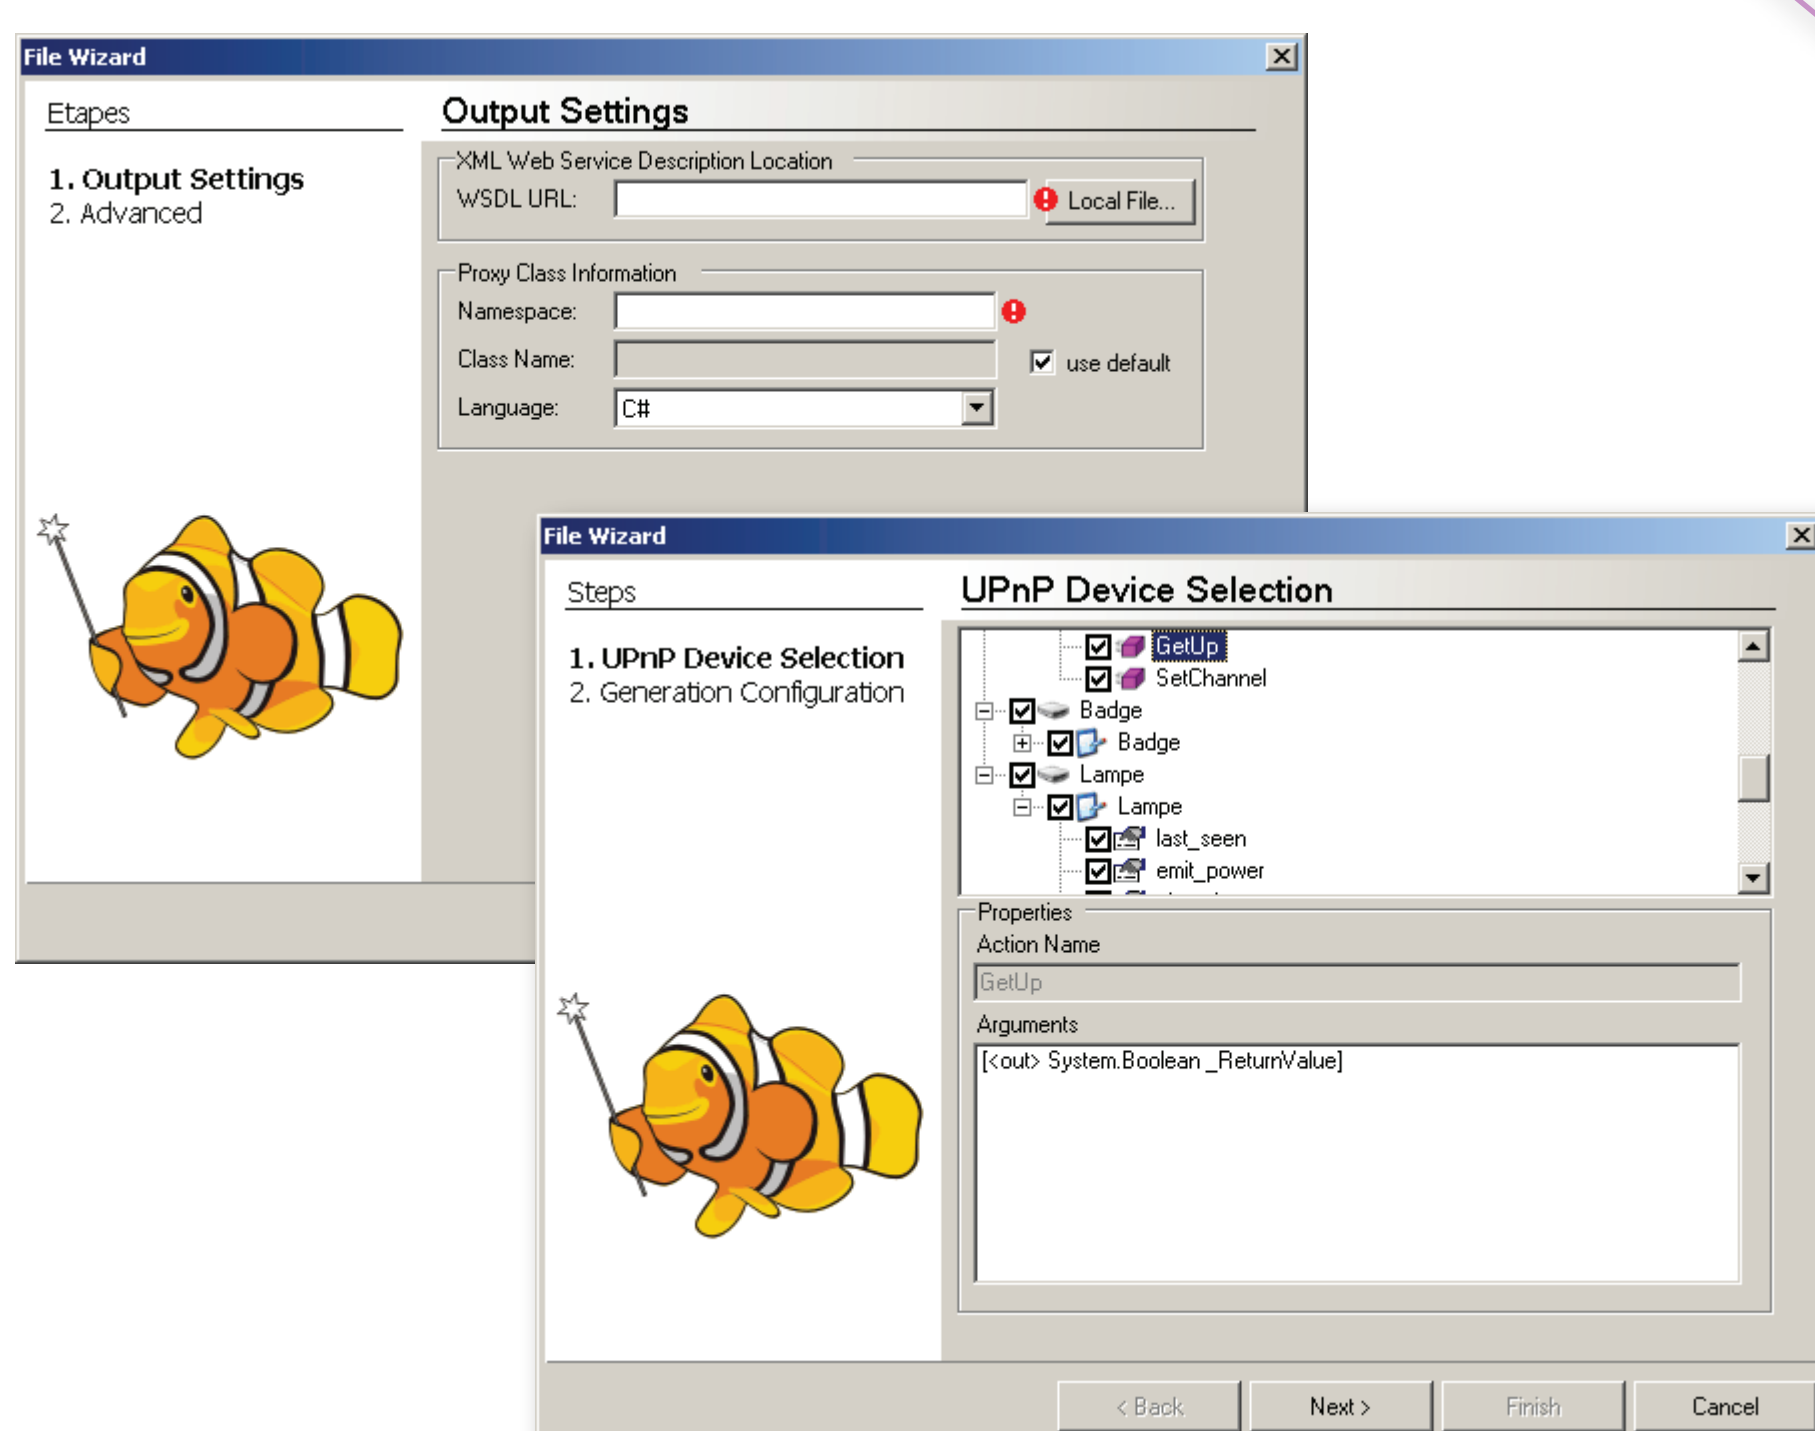 File Wizard
Etapes
1. Output Settings
2. Advanced
Output Settings
XML Web Service Description Location
WSDL URL:
Local File...
Proxy Class Information
Namespace:
Class Name:
use default
Language:
C#
File Wizard
Steps
1. UPnP Device Selection
2. Generation Configuration
UPnP Device Selection
GetUp
SetChannel
Badge
Badge
Lampe
Lampe
last_seen
emit_power
Properties
Action Name
GetUp
Arguments
[<out> System.Boolean _ReturnValue]
< Back
Next >
Finish
Cancel